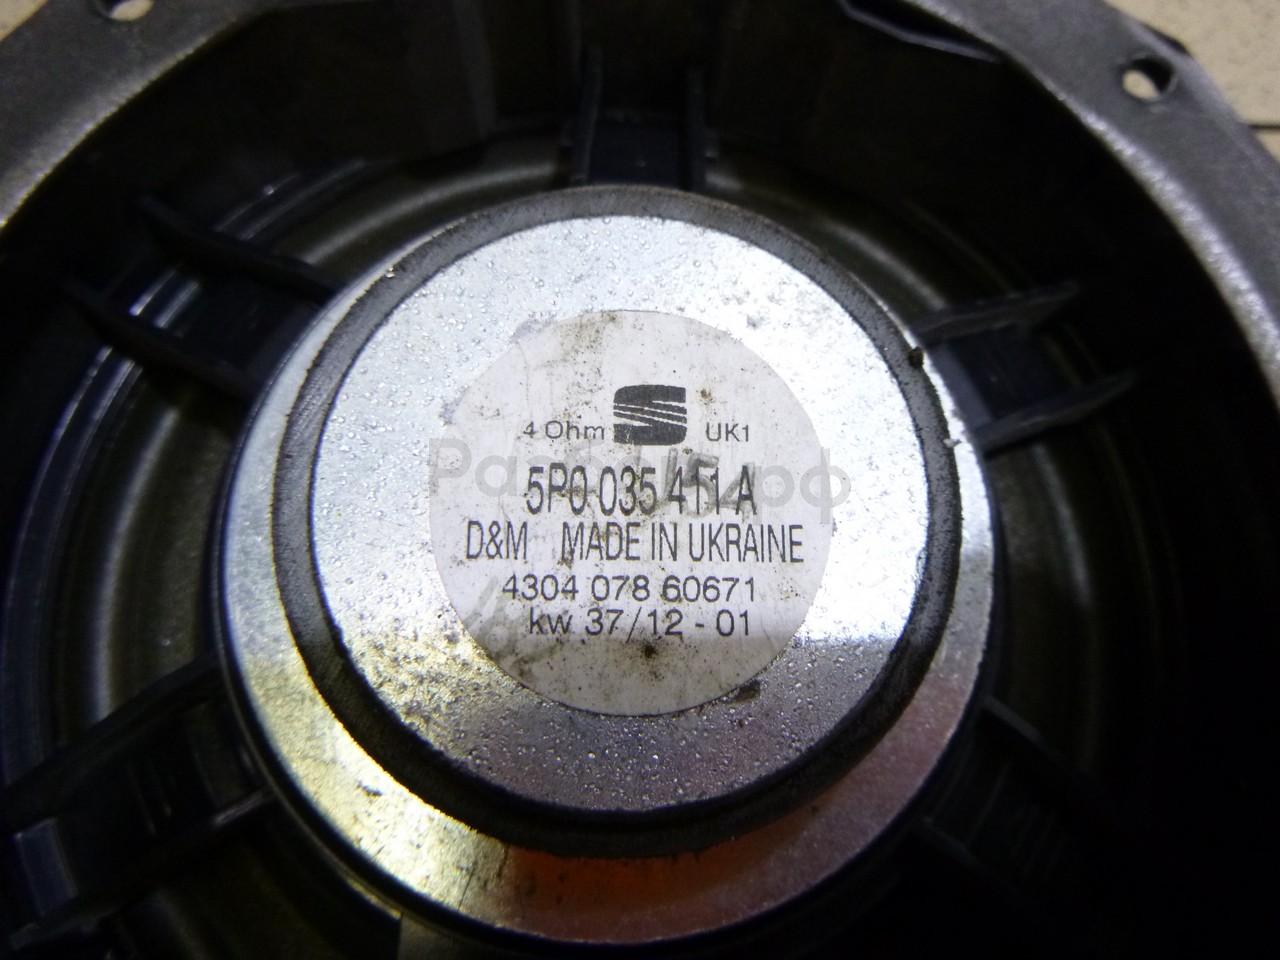 4 Ohm S UK1
5P0 035 411 A
D&M MADE IN UKRAINE
4304 078 60671
kw 37/12 - 01